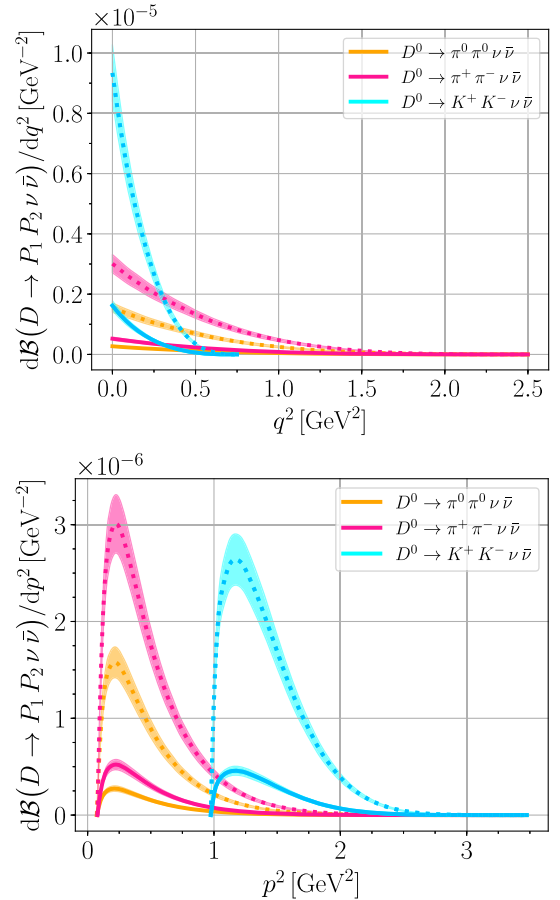 ×10⁻⁵
dB(D → P₁ P₂ ν ν̄)/dq² [GeV⁻²]
1.0
0.8
0.6
0.4
0.2
0.0
D⁰ → π⁰ π⁰ ν ν̄
D⁰ → π⁺ π⁻ ν ν̄
D⁰ → K⁺ K⁻ ν ν̄
0.0 0.5 1.0 1.5 2.0 2.5
q² [GeV²]
×10⁻⁶
dB(D → P₁ P₂ ν ν̄)/dp² [GeV⁻²]
3
2
1
0
D⁰ → π⁰ π⁰ ν ν̄
D⁰ → π⁺ π⁻ ν ν̄
D⁰ → K⁺ K⁻ ν ν̄
0 1 2 3
p² [GeV²]